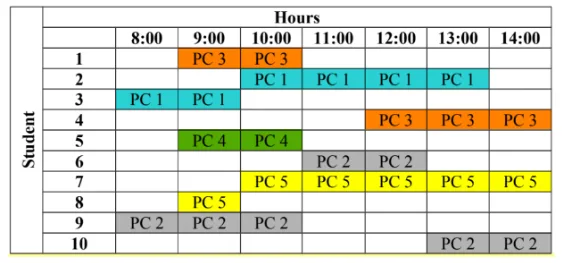 Hours
8:00 9:00 10:00 11:00 12:00 13:00 14:00
Student
1 PC 3 PC 3
2 PC 1 PC 1 PC 1 PC 1
3 PC 1 PC 1
4 PC 3 PC 3 PC 3
5 PC 4 PC 4
6 PC 2 PC 2
7 PC 5 PC 5 PC 5 PC 5 PC 5
8 PC 5
9 PC 2 PC 2 PC 2
10 PC 2 PC 2